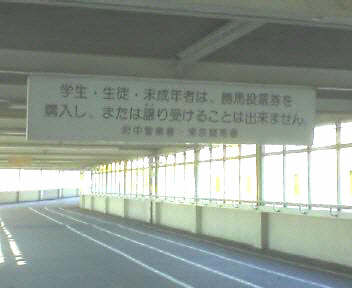 学生・生徒・未成年者は、勝馬投票券を
購入し、または譲り受けることは出来ません。
府中警察署・東京競馬場